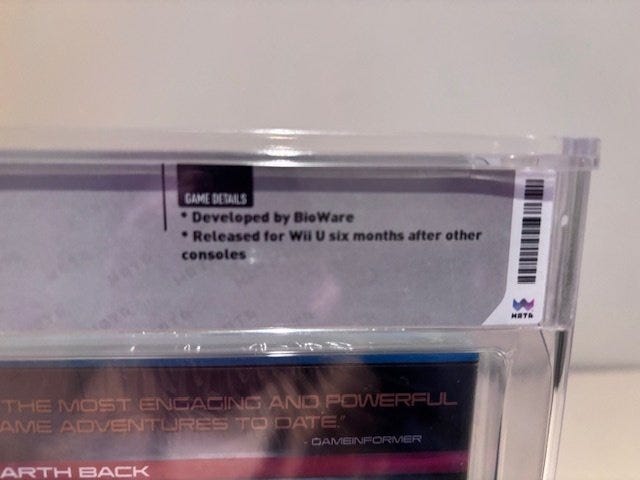 GAME DETAILS
* Developed by BioWare
* Released for Wii U six months after other
consoles
WATA
THE MOST ENGAGING AND POWERFUL
AME ADVENTURES TO DATE."
- GAMEINFORMER
ARTH BACK